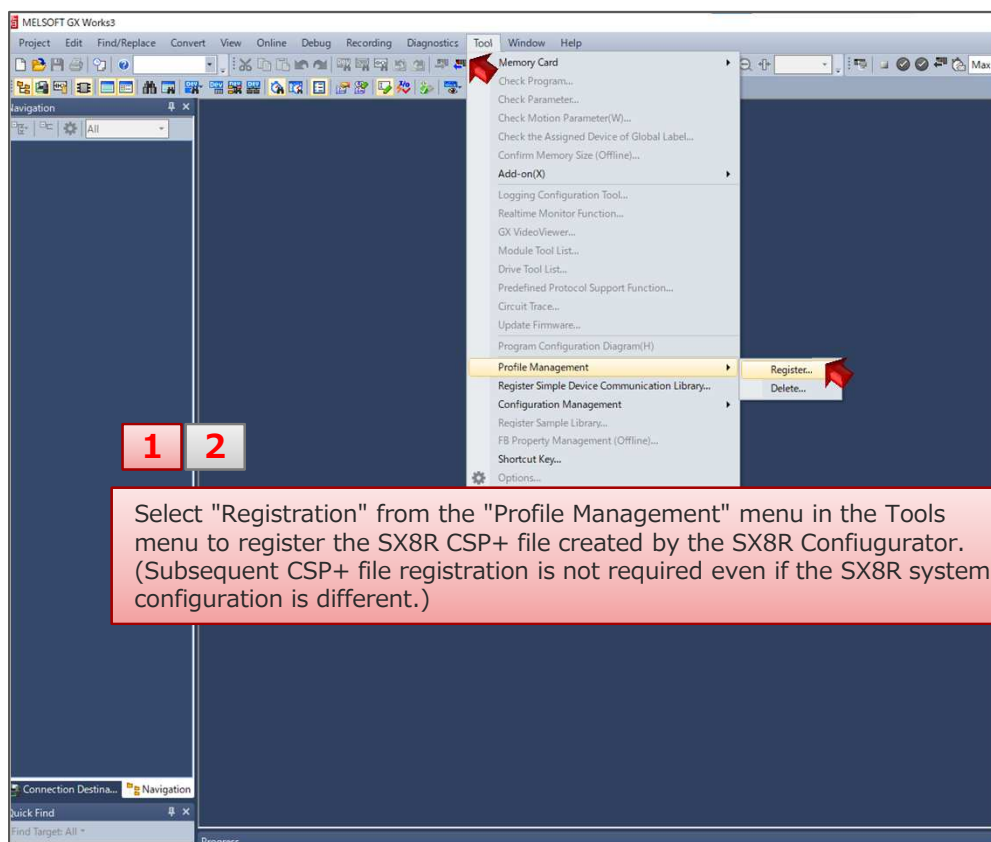 MELSOFT GX Works3
Project Edit Find/Replace Convert View Online Debug Recording Diagnostics Tool Window Help
Max
Navigation
All
Memory Card
Check Program...
Check Parameter...
Check Motion Parameter(W)...
Check the Assigned Device of Global Label...
Confirm Memory Size (Offline)...
Add-on(X)
Logging Configuration Tool...
Realtime Monitor Function...
GX VideoViewer...
Module Tool List...
Drive Tool List...
Predefined Protocol Support Function...
Circuit Trace...
Update Firmware...
Program Configuration Diagram(H)
Profile Management
Register...
Register Simple Device Communication Library...
Delete...
Configuration Management
Register Sample Library...
FB Property Management (Offline)...
Shortcut Key...
Options...
1 2
Select "Registration" from the "Profile Management" menu in the Tools
menu to register the SX8R CSP+ file created by the SX8R Confiugurator.
(Subsequent CSP+ file registration is not required even if the SX8R system
configuration is different.)
Connection Destina... Navigation
Quick Find
Find Target: All
Progress